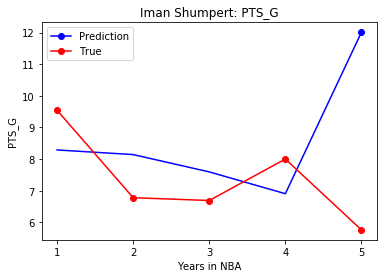 Iman Shumpert: PTS_G
Prediction
True
12
11
10
9
8
7
6
PTS_G
1 2 3 4 5
Years in NBA